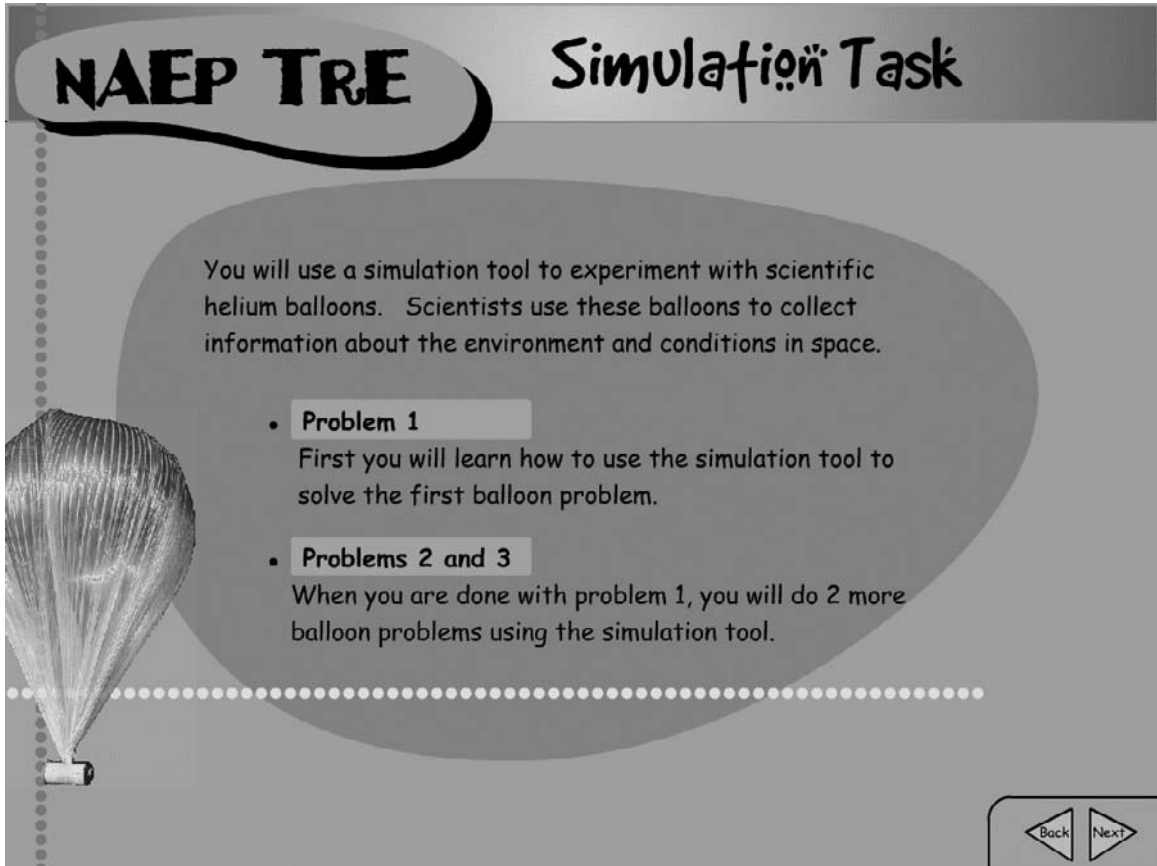 NAEP TRE
Simulation Task
You will use a simulation tool to experiment with scientific
helium balloons. Scientists use these balloons to collect
information about the environment and conditions in space.
• Problem 1
First you will learn how to use the simulation tool to
solve the first balloon problem.
• Problems 2 and 3
When you are done with problem 1, you will do 2 more
balloon problems using the simulation tool.
Back Next